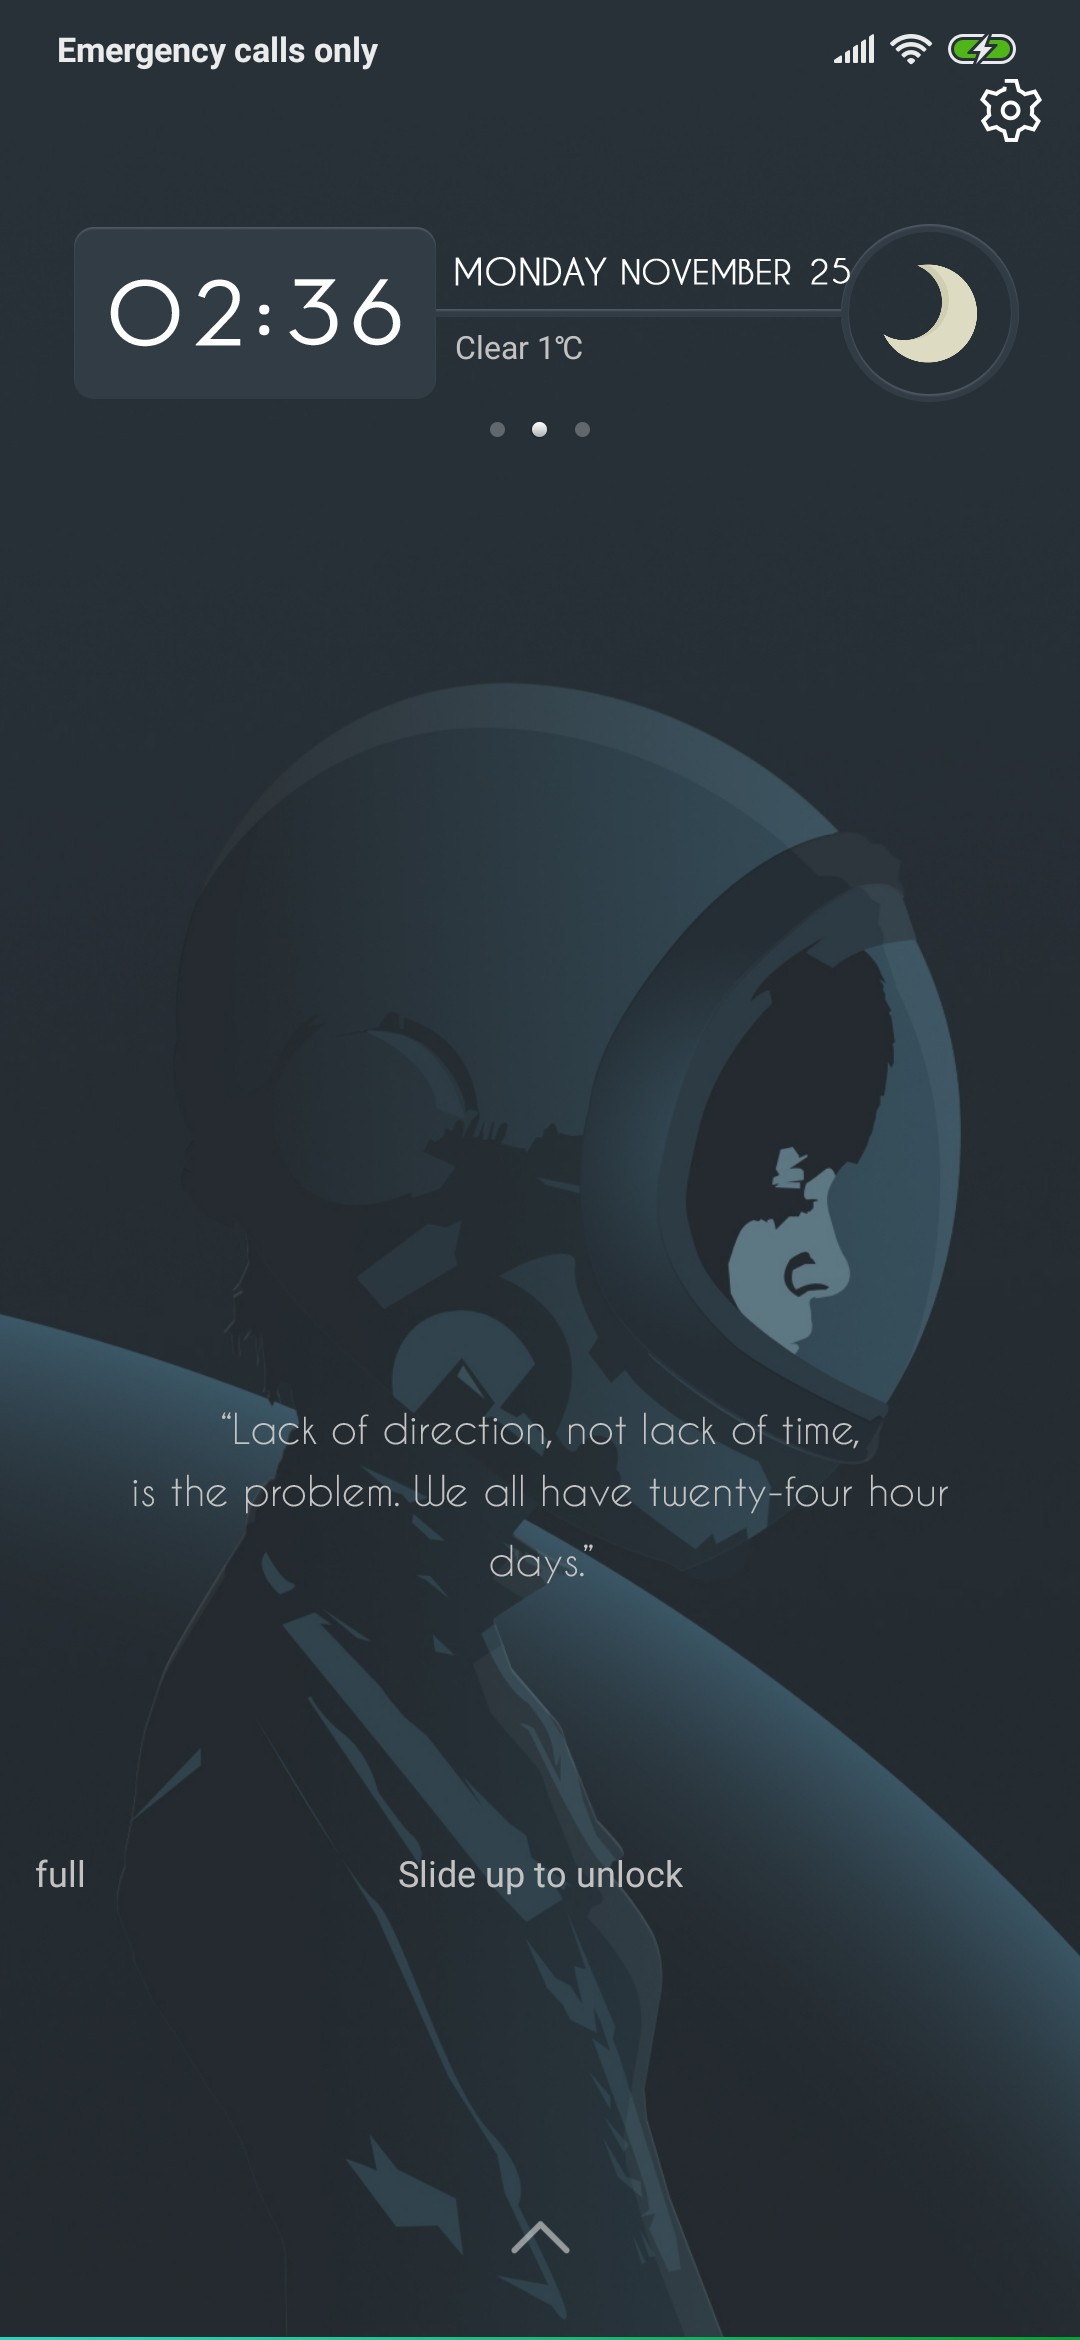 Emergency calls only
02:36
MONDAY NOVEMBER 25
Clear 1℃
“Lack of direction, not lack of time,
is the problem. We all have twenty-four hour
days.”
full
Slide up to unlock